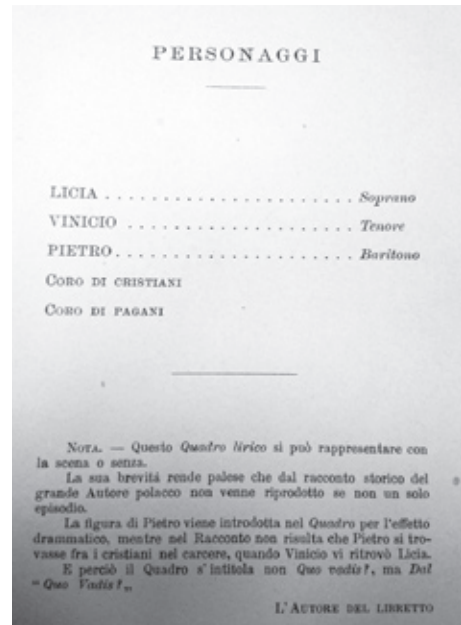 PERSONAGGI
LICIA . . . . . . . . . . . . . . . . . . . . . . Soprano
VINICIO . . . . . . . . . . . . . . . . . . . . Tenore
PIETRO. . . . . . . . . . . . . . . . . . . . . Baritono
CORO DI CRISTIANI
CORO DI PAGANI
NOTA. — Questo Quadro lirico si può rappresentare con
la scena o senza.
La sua brevità rende palese che dal racconto storico del
grande Autore polacco non venne riprodotto se non un solo
episodio.
La figura di Pietro viene introdotta nel Quadro per l'effetto
drammatico, mentre nel Racconto non risulta che Pietro si tro-
vasse fra i cristiani nel carcere, quando Vinicio vi ritrovò Licia.
E perciò il Quadro s'intitola non Quo vadis?, ma Dal
"Quo Vadis?„
L'AUTORE DEL LIBRETTO